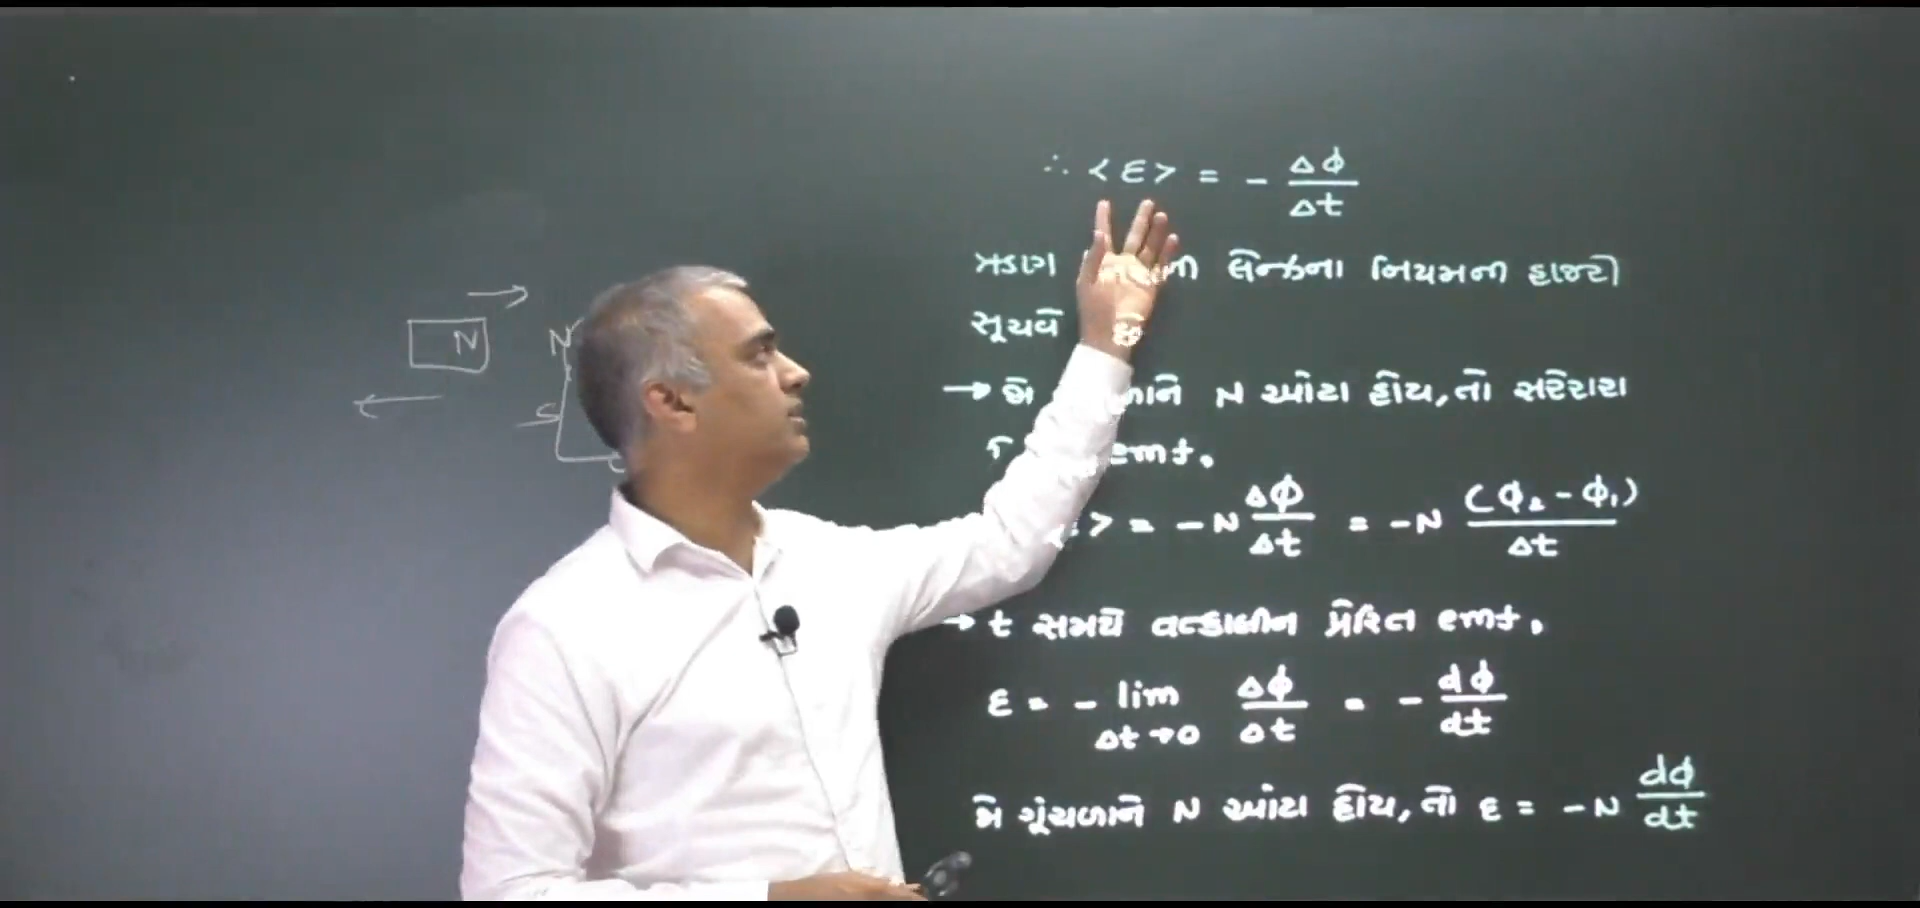 ∴ <ε> = - Δφ/Δt
ઋણ લેન્ઝના નિયમની હાજરી
સૂચવે છે
→ જો N આંટા હોય, તો સરેરાશ
emf.
> = -N Δφ/Δt = -N (φ₂ - φ₁)/Δt
→ t સમયે તત્કાલીન પ્રેરિત emf.
ε = - lim Δt→0 Δφ/Δt = - dφ/dt
જો ગૂંચળાને N આંટા હોય, તો ε = -N dφ/dt
N
N
S